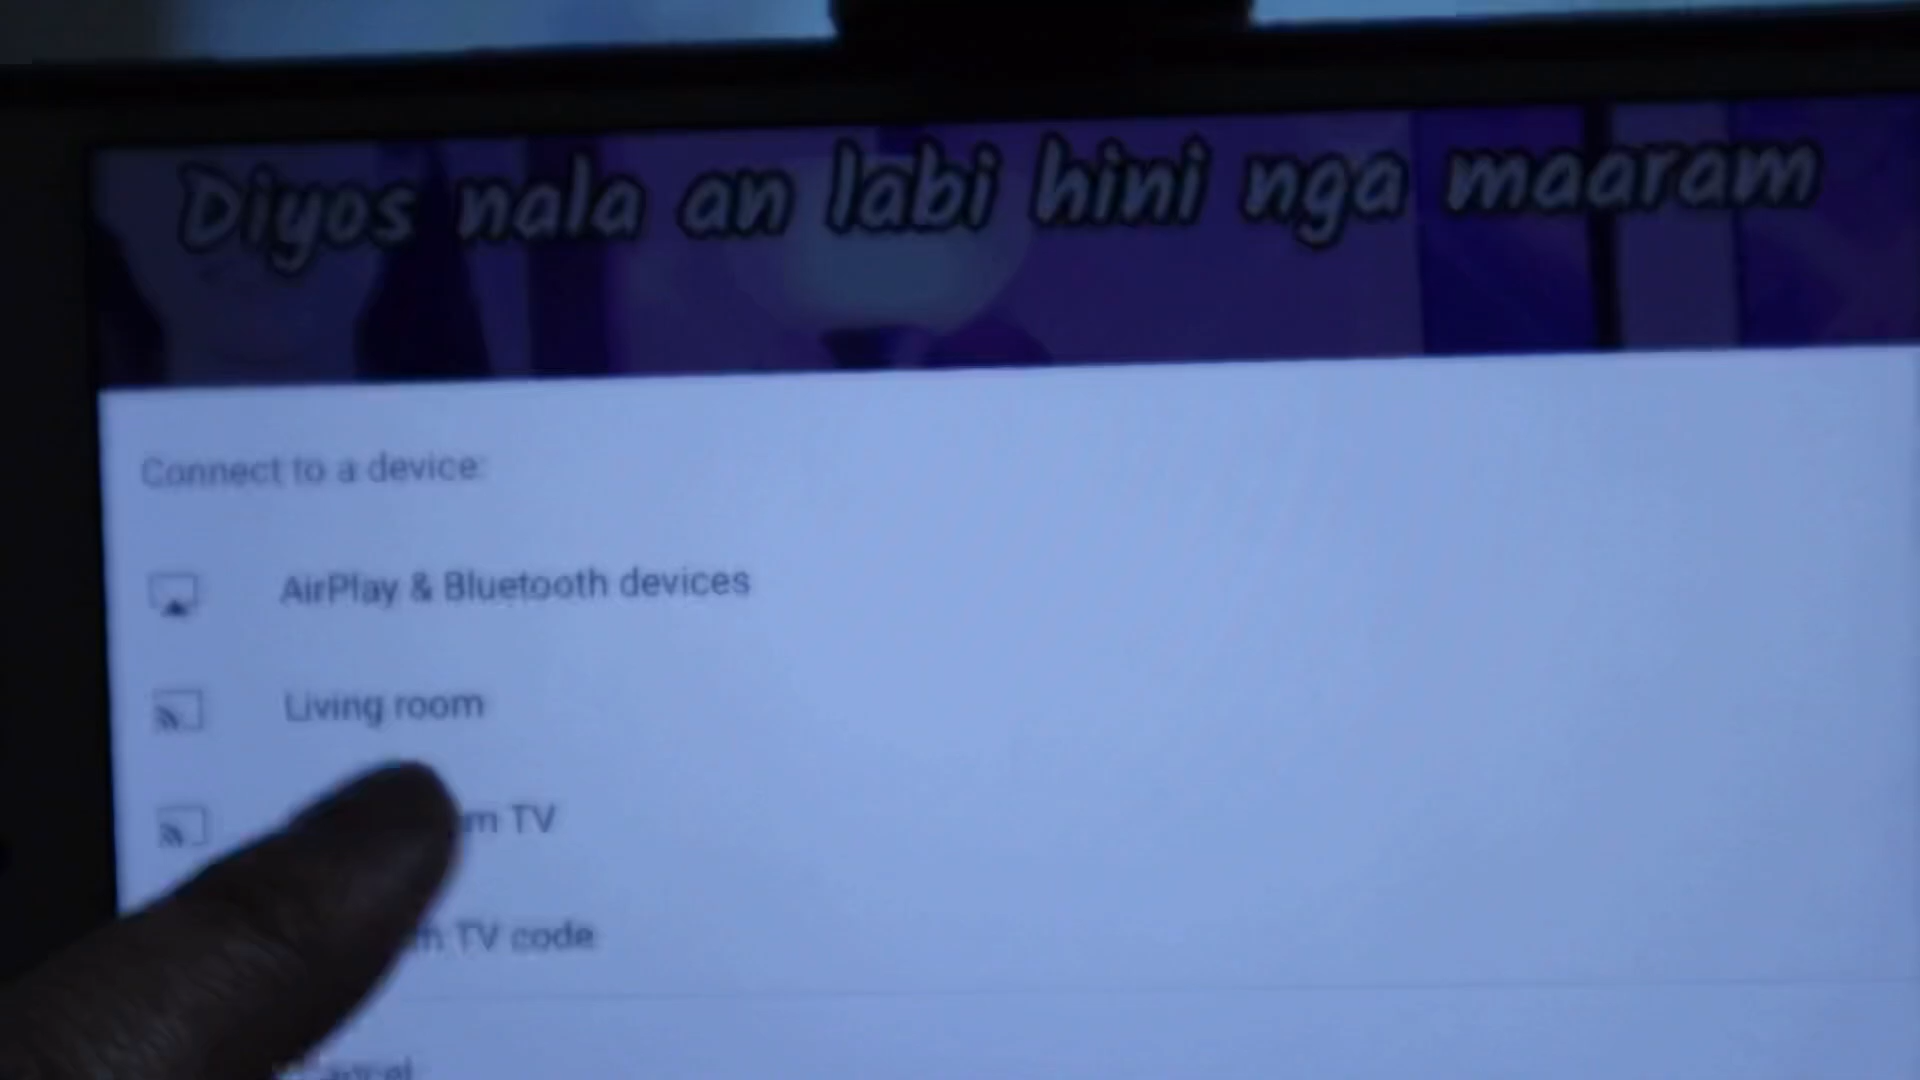 Diyos nala an labi hini nga maaram
Connect to a device:
AirPlay & Bluetooth devices
Living room
TV
TV code